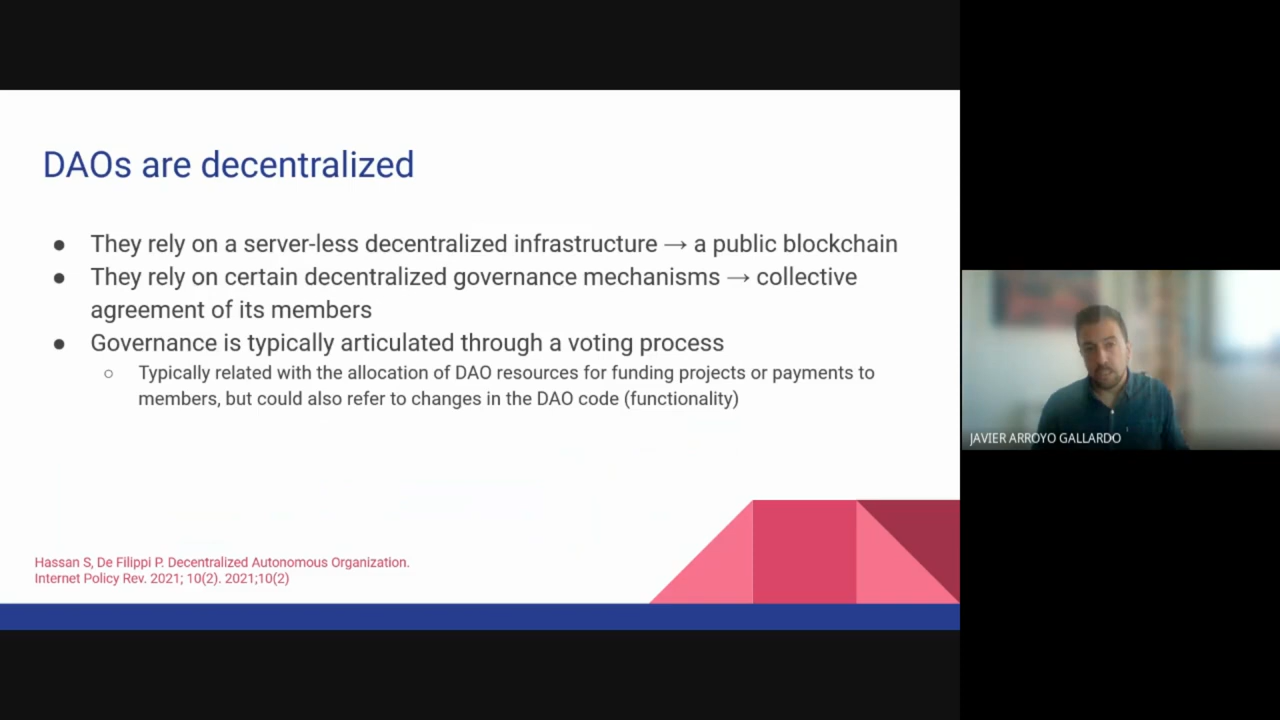 DAOs are decentralized
● They rely on a server-less decentralized infrastructure → a public blockchain
● They rely on certain decentralized governance mechanisms → collective
agreement of its members
● Governance is typically articulated through a voting process
○ Typically related with the allocation of DAO resources for funding projects or payments to
members, but could also refer to changes in the DAO code (functionality)
Hassan S, De Filippi P. Decentralized Autonomous Organization.
Internet Policy Rev. 2021; 10(2). 2021;10(2)
JAVIER ARROYO GALLARDO